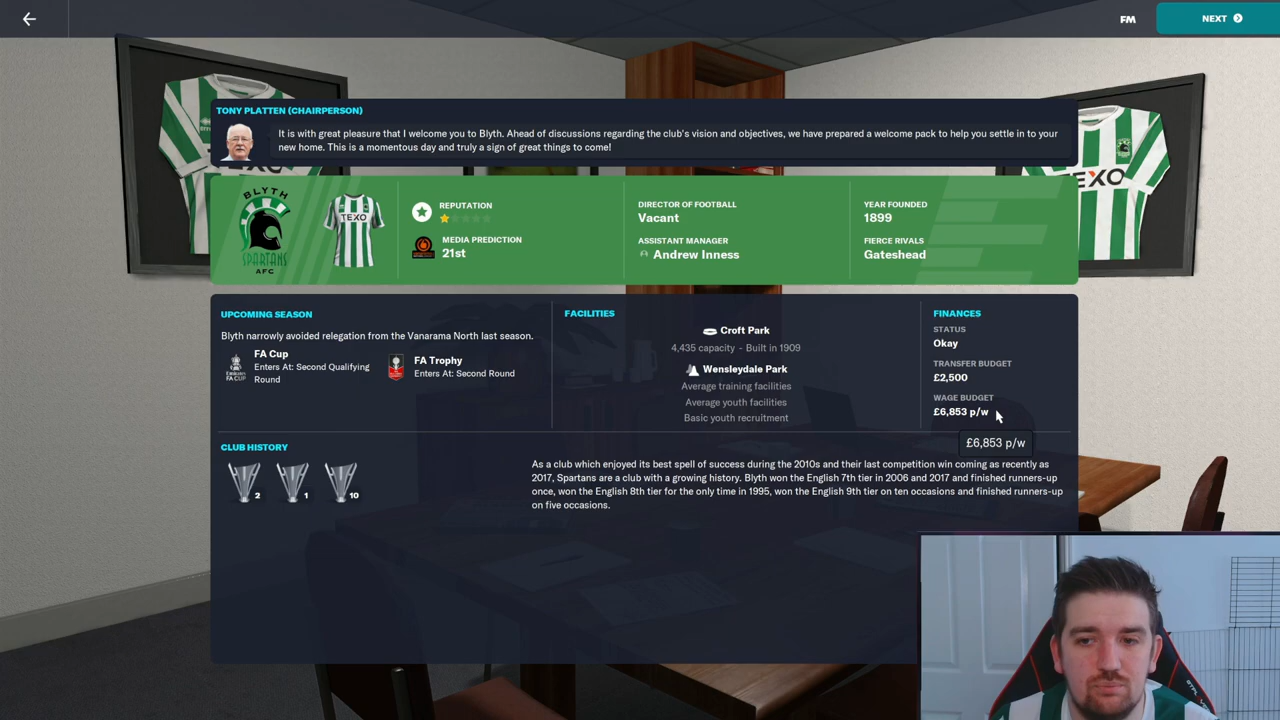 FM
NEXT
TONY PLATTEN (CHAIRPERSON)
It is with great pleasure that I welcome you to Blyth. Ahead of discussions regarding the club's vision and objectives, we have prepared a welcome pack to help you settle in to your
new home. This is a momentous day and truly a sign of great things to come!
TEXO
BLYTH
SPARTANS
AFC
TEXO
REPUTATION
MEDIA PREDICTION
21st
DIRECTOR OF FOOTBALL
Vacant
ASSISTANT MANAGER
Andrew Inness
YEAR FOUNDED
1899
FIERCE RIVALS
Gateshead
UPCOMING SEASON
Blyth narrowly avoided relegation from the Vanarama North last season.
FA Cup
Enters At: Second Qualifying
Round
FA Trophy
Enters At: Second Round
FACILITIES
Croft Park
4,435 capacity - Built in 1909
Wensleydale Park
Average training facilities
Average youth facilities
Basic youth recruitment
FINANCES
STATUS
Okay
TRANSFER BUDGET
£2,500
WAGE BUDGET
£6,853 p/w
£6,853 p/w
CLUB HISTORY
2
1
10
As a club which enjoyed its best spell of success during the 2010s and their last competition win coming as recently as
2017, Spartans are a club with a growing history. Blyth won the English 7th tier in 2006 and 2017 and finished runners-up
once, won the English 8th tier for the only time in 1995, won the English 9th tier on ten occasions and finished runners-up
on five occasions.